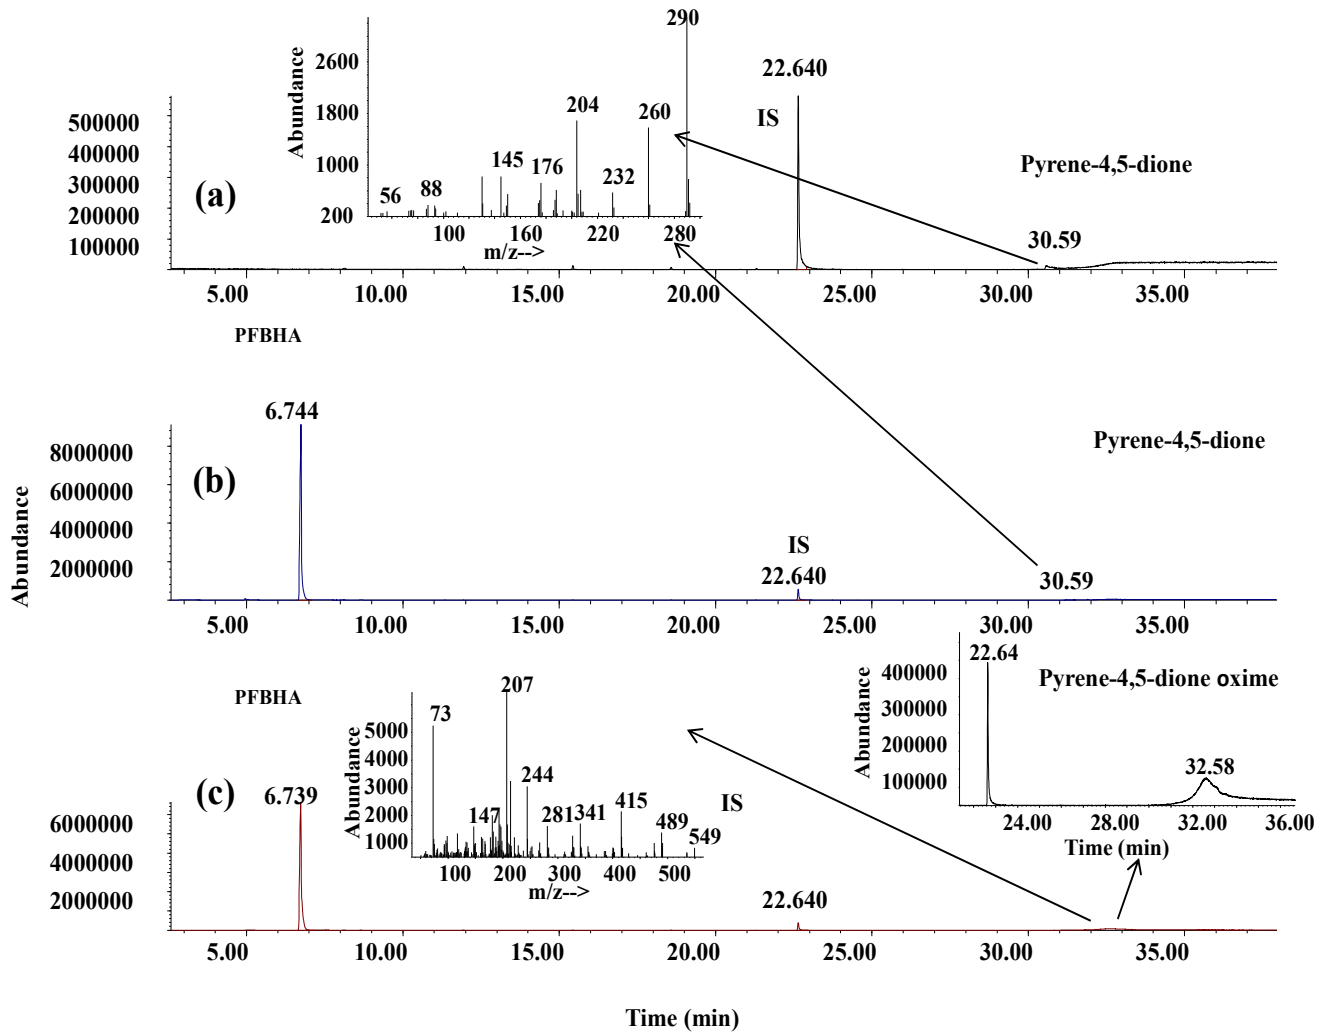 290
2600
1800
1000
200
Abundance
204
260
145
176
232
56
88
100 160 220 280
m/z-->
500000
400000
300000
200000
100000
(a)
22.640
IS
Pyrene-4,5-dione
30.59
5.00 10.00 15.00 20.00 25.00 30.00 35.00
PFBHA
6.744
8000000
6000000
4000000
2000000
Abundance
(b)
Pyrene-4,5-dione
IS
22.640
30.59
5.00 10.00 15.00 20.00 25.00 30.00 35.00
PFBHA
6.739
6000000
4000000
2000000
(c)
207
73
5000
4000
3000
2000
1000
Abundance
244
147
281
341
415
489
549
100 200 300 400 500
m/z-->
IS
22.640
22.64
400000
300000
200000
100000
Abundance
Pyrene-4,5-dione oxime
32.58
24.00 28.00 32.00 36.00
Time (min)
5.00 10.00 15.00 20.00 25.00 30.00 35.00
Time (min)